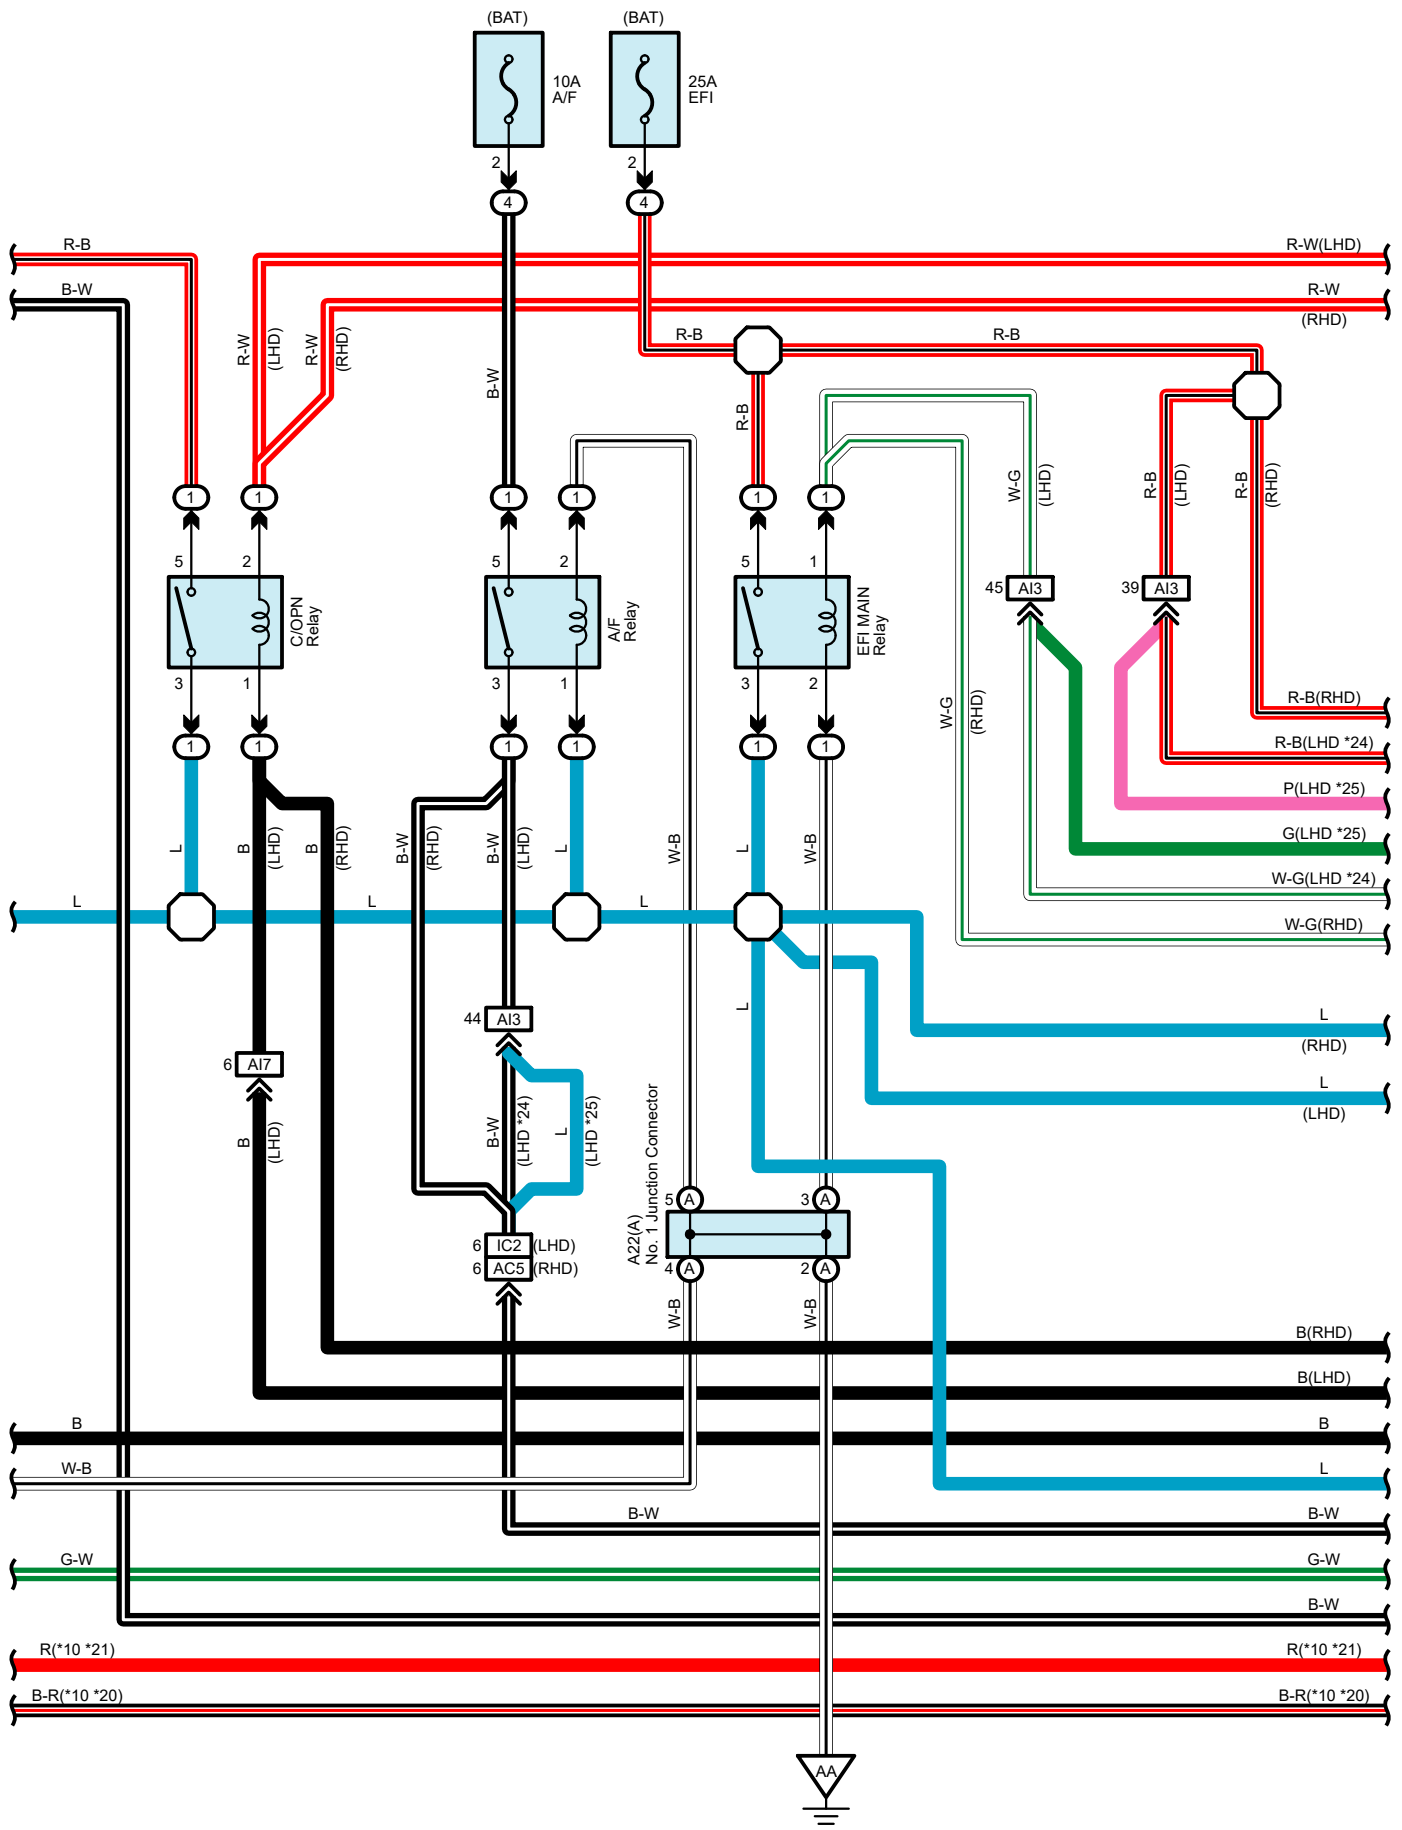 (BAT)
(BAT)
10A
A/F
25A
EFI
2
2
4
4
R-B
R-W(LHD)
B-W
R-W
(RHD)
R-W
(LHD)
R-W
(RHD)
B-W
R-B
R-B
R-B
W-G
(LHD)
R-B
(LHD)
R-B
(RHD)
1
1
1
1
1
1
5
2
5
2
5
1
C/OPN
Relay
A/F
Relay
EFI MAIN
Relay
45
AI3
39
AI3
3
1
3
1
3
2
1
1
1
1
1
1
W-G
(RHD)
R-B(RHD)
R-B(LHD *24)
P(LHD *25)
G(LHD *25)
W-G(LHD *24)
W-G(RHD)
L
B
(LHD)
B
(RHD)
B-W
(RHD)
B-W
(LHD)
L
W-B
L
W-B
L
L
L
L
44
AI3
L
(RHD)
6
AI7
L
(LHD)
B
(LHD)
B-W
(LHD *24)
L
(LHD *25)
A22(A)
No. 1 Junction Connector
5
A
3
A
6
IC2
(LHD)
6
AC5
(RHD)
4
A
2
A
W-B
W-B
B(RHD)
B(LHD)
B
B
W-B
L
B-W
B-W
G-W
G-W
B-W
R(*10 *21)
R(*10 *21)
B-R(*10 *20)
B-R(*10 *20)
AA